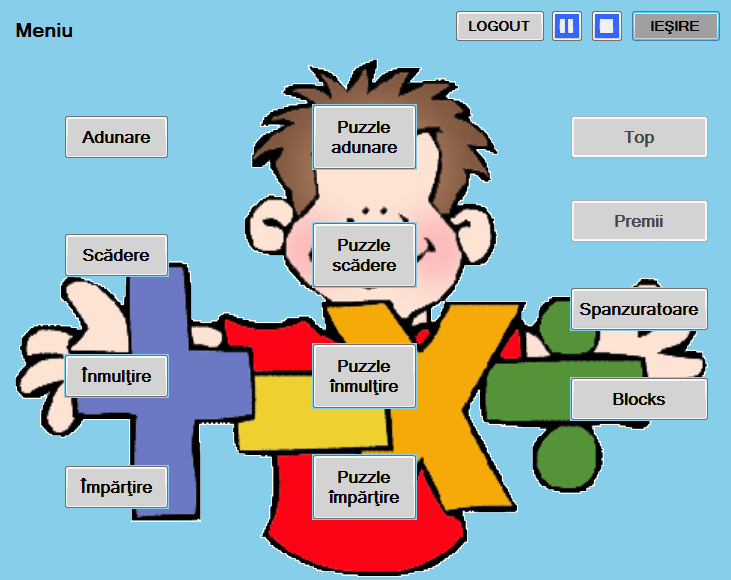 Meniu
LOGOUT
IEŞIRE
Adunare
Puzzle
adunare
Top
Scădere
Puzzle
scădere
Premii
Spanzuratoare
Înmulţire
Puzzle
înmulţire
Blocks
Împărţire
Puzzle
împărţire